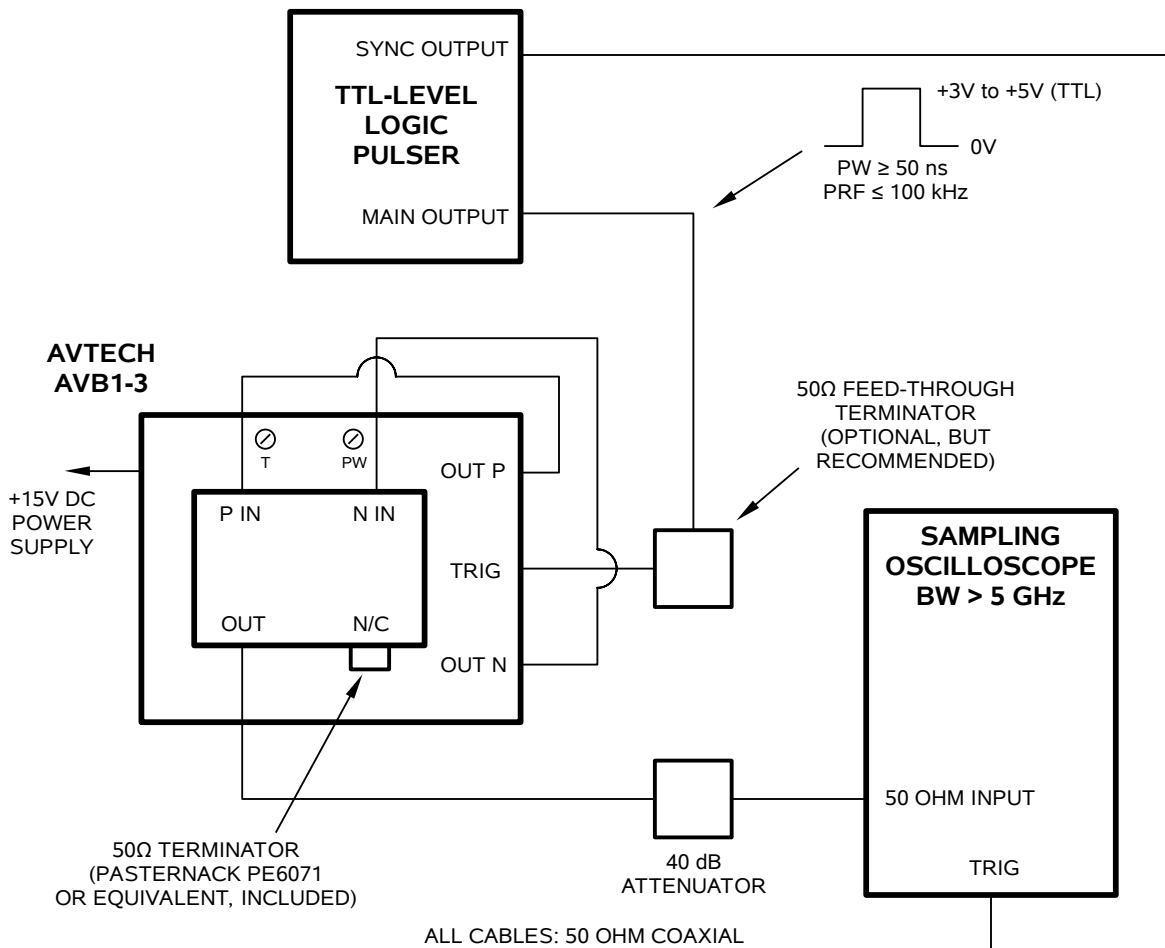 SYNC OUTPUT
TTL-LEVEL
LOGIC
PULSER
MAIN OUTPUT
+3V to +5V (TTL)
0V
PW ≥ 50 ns
PRF ≤ 100 kHz
AVTECH
AVB1-3
50Ω FEED-THROUGH
TERMINATOR
(OPTIONAL, BUT
RECOMMENDED)
T
PW
OUT P
+15V DC
POWER
SUPPLY
P IN
N IN
TRIG
OUT
N/C
OUT N
SAMPLING
OSCILLOSCOPE
BW > 5 GHz
50 OHM INPUT
TRIG
50Ω TERMINATOR
(PASTERNACK PE6071
OR EQUIVALENT, INCLUDED)
40 dB
ATTENUATOR
ALL CABLES: 50 OHM COAXIAL